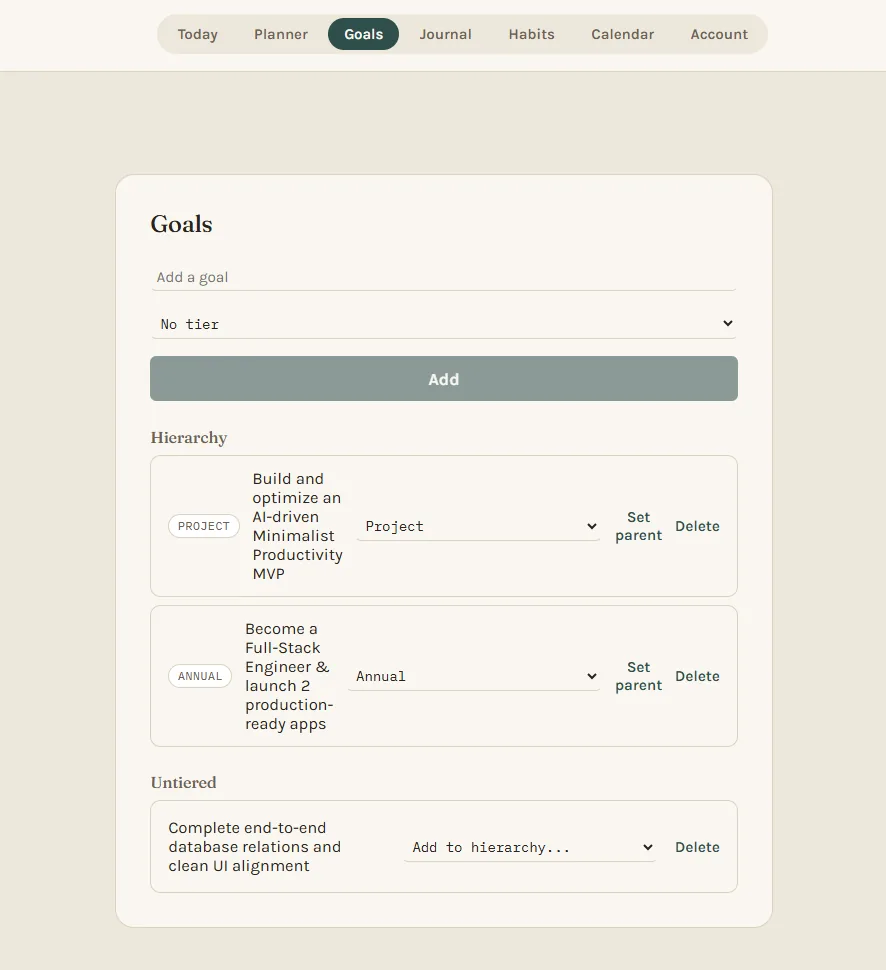 Today Planner Goals Journal Habits Calendar Account
Goals
Add a goal
No tier
Add
Hierarchy
PROJECT
Build and
optimize an
AI-driven
Minimalist
Productivity
MVP
Project
Set
parent
Delete
ANNUAL
Become a
Full-Stack
Engineer &
launch 2
production-
ready apps
Annual
Set
parent
Delete
Untiered
Complete end-to-end
database relations and
clean UI alignment
Add to hierarchy...
Delete